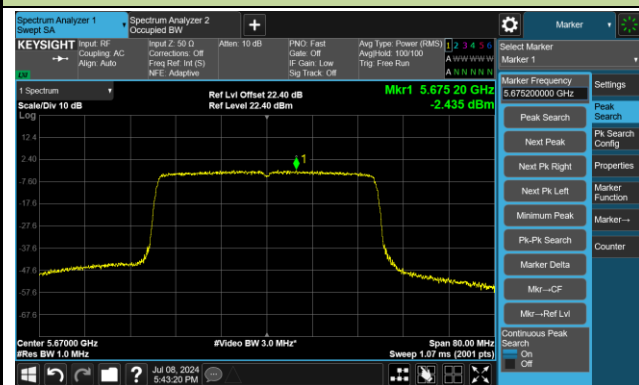 Spectrum Analyzer 1
Swept SA
Spectrum Analyzer 2
Occupied BW
Marker
KEYSIGHT
Input: RF
Coupling: AC
Align: Auto
Input Z: 50 Ω
Corrections: Off
Freq Ref: Int (S)
NFE: Adaptive
Atten: 10 dB
PNO: Fast
Gate: Off
IF Gain: Low
Sig Track: Off
Avg Type: Power (RMS)
Avg|Hold: 100/100
Trig: Free Run
1 2 3 4 5 6
A W W W W W
A N N N N N
Select Marker
Marker 1
1 Spectrum
Scale/Div 10 dB
Log
Ref Lvl Offset 22.40 dB
Ref Level 22.40 dBm
Mkr1 5.675 20 GHz
-2.435 dBm
12.4
2.40
-7.60
-17.6
-27.6
-37.6
-47.6
-57.6
-67.6
1
Center 5.67000 GHz
#Res BW 1.0 MHz
#Video BW 3.0 MHz*
Span 80.00 MHz
Sweep 1.07 ms (2001 pts)
Marker Frequency
5.675200000 GHz
Peak Search
Next Peak
Next Pk Right
Next Pk Left
Minimum Peak
Pk-Pk Search
Marker Delta
Mkr→CF
Mkr→Ref Lvl
Continuous Peak
Search
On
Off
Settings
Peak
Search
Pk Search
Config
Properties
Marker
Function
Marker→
Counter
Jul 08, 2024
5:43:20 PM